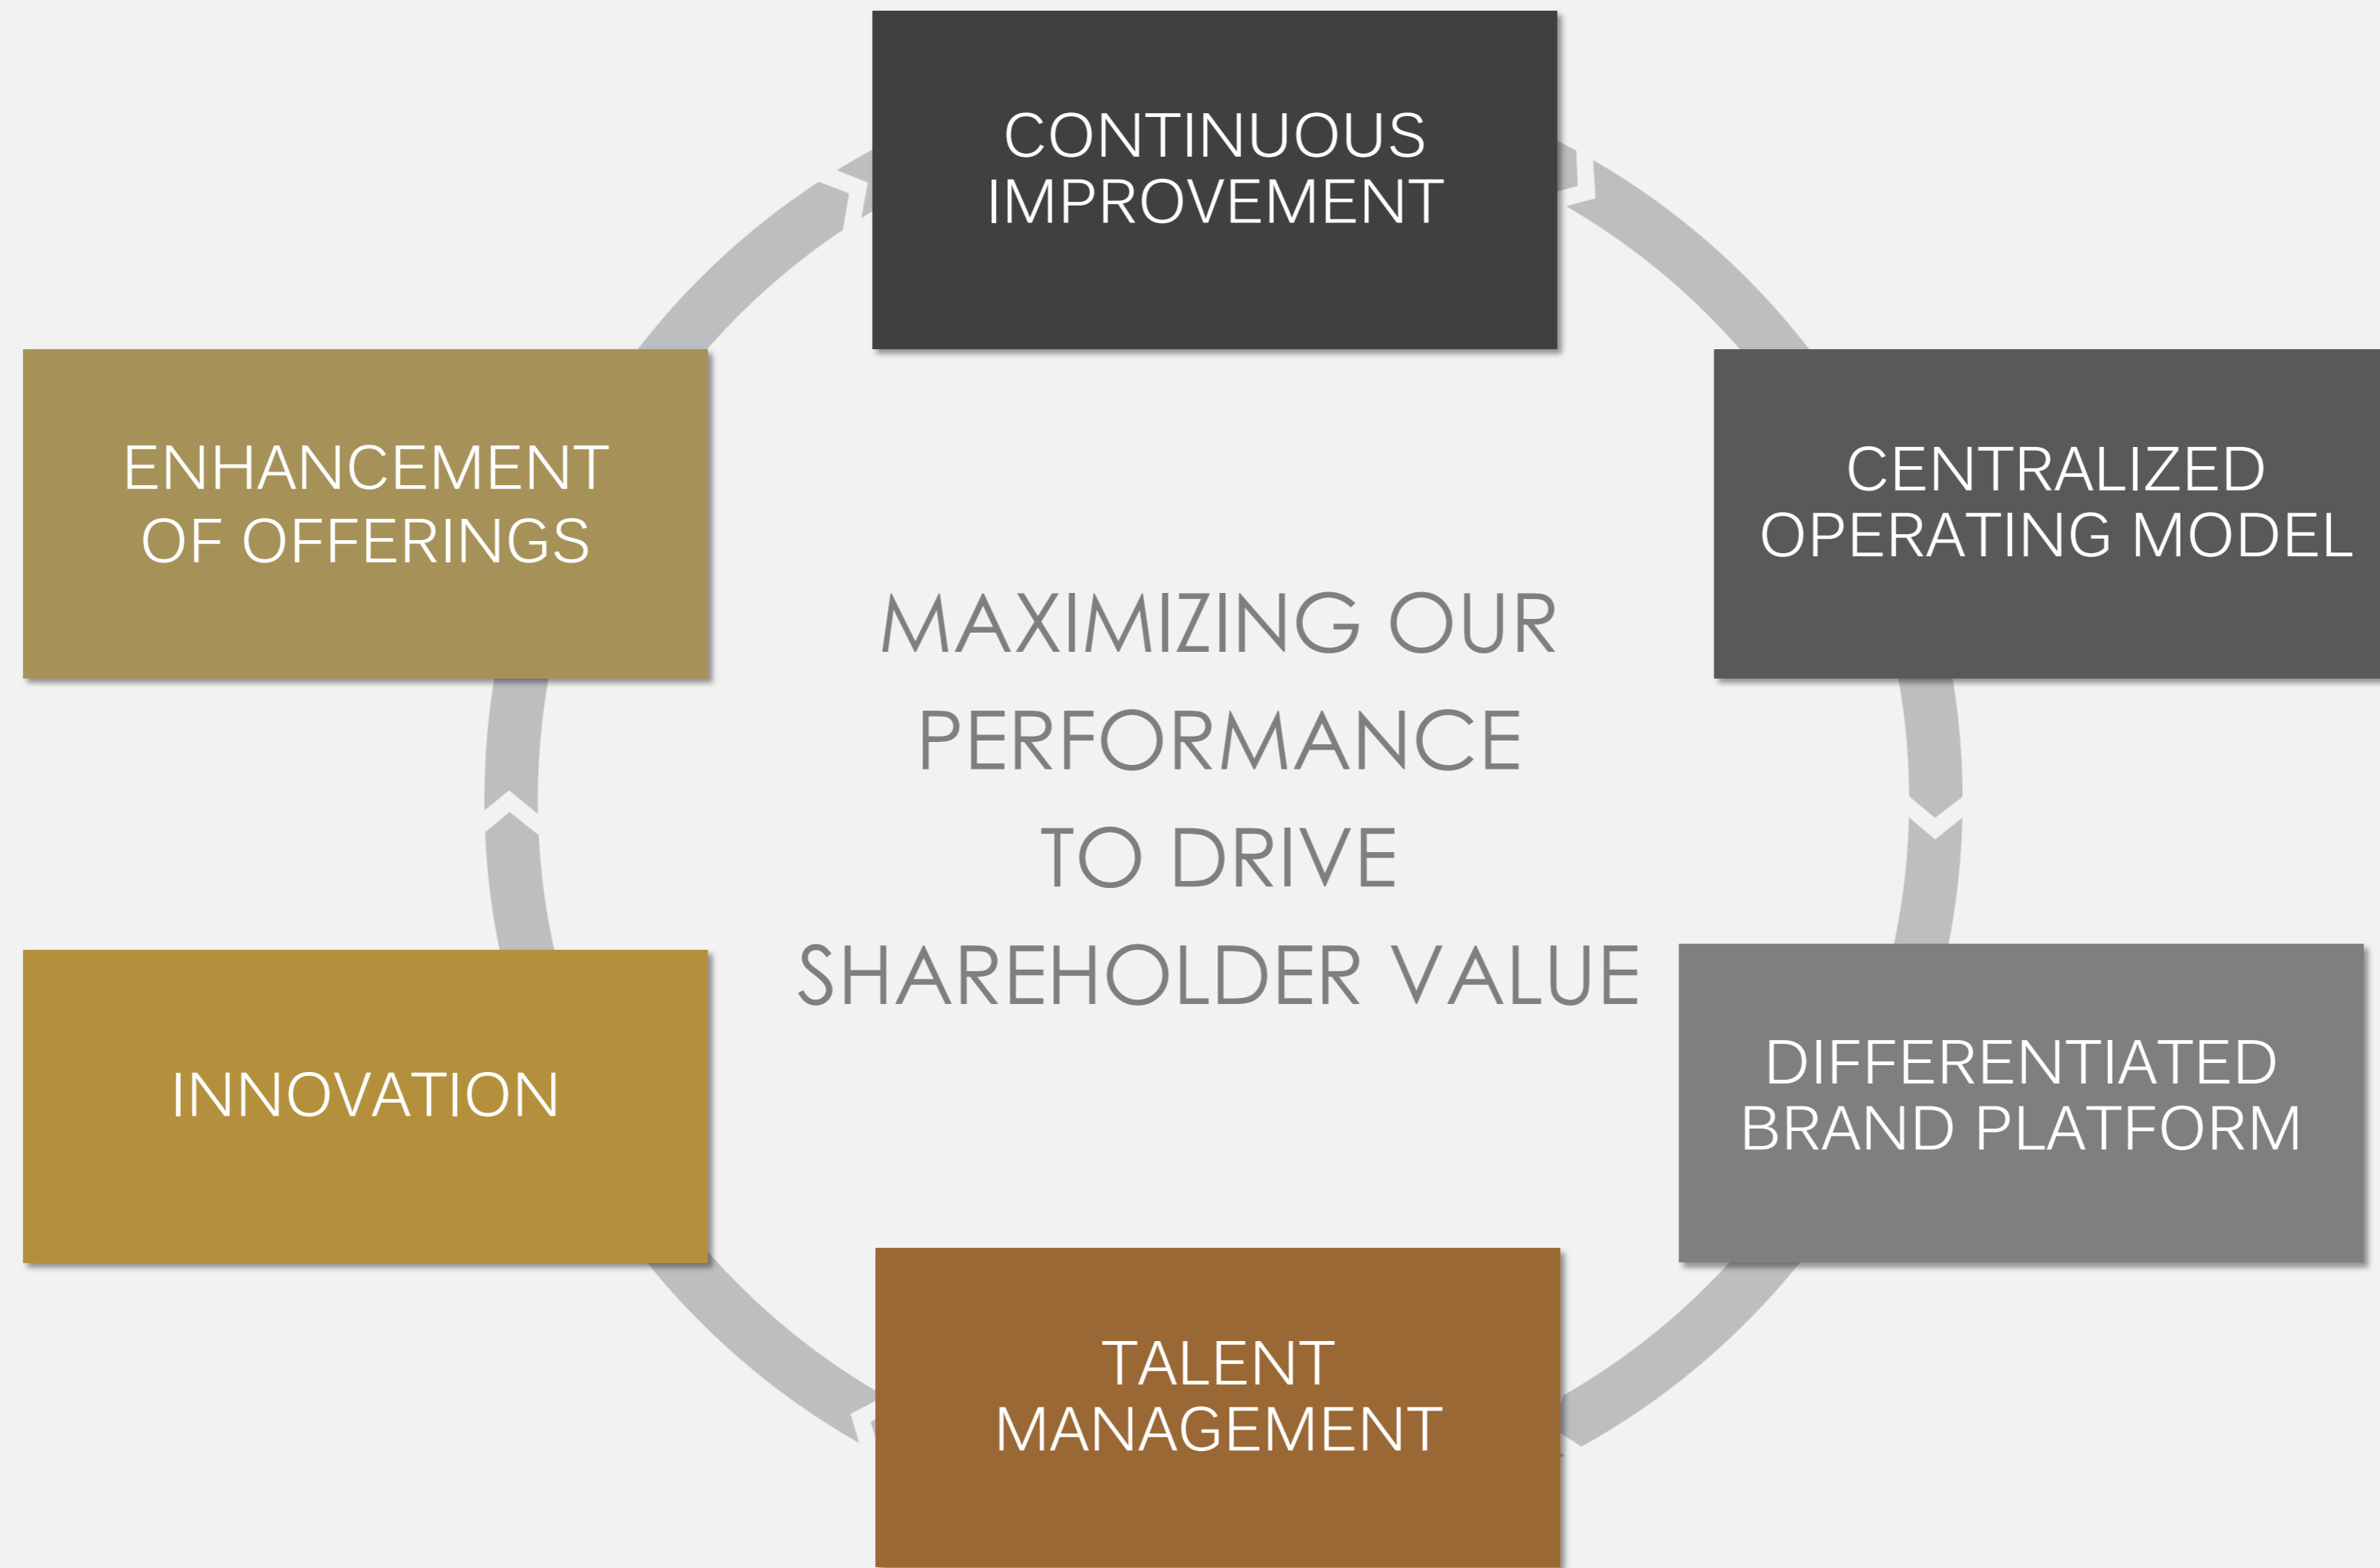 CONTINUOUS
IMPROVEMENT
CENTRALIZED
OPERATING MODEL
DIFFERENTIATED
BRAND PLATFORM
TALENT
MANAGEMENT
INNOVATION
ENHANCEMENT
OF OFFERINGS
MAXIMIZING OUR
PERFORMANCE
TO DRIVE
SHAREHOLDER VALUE